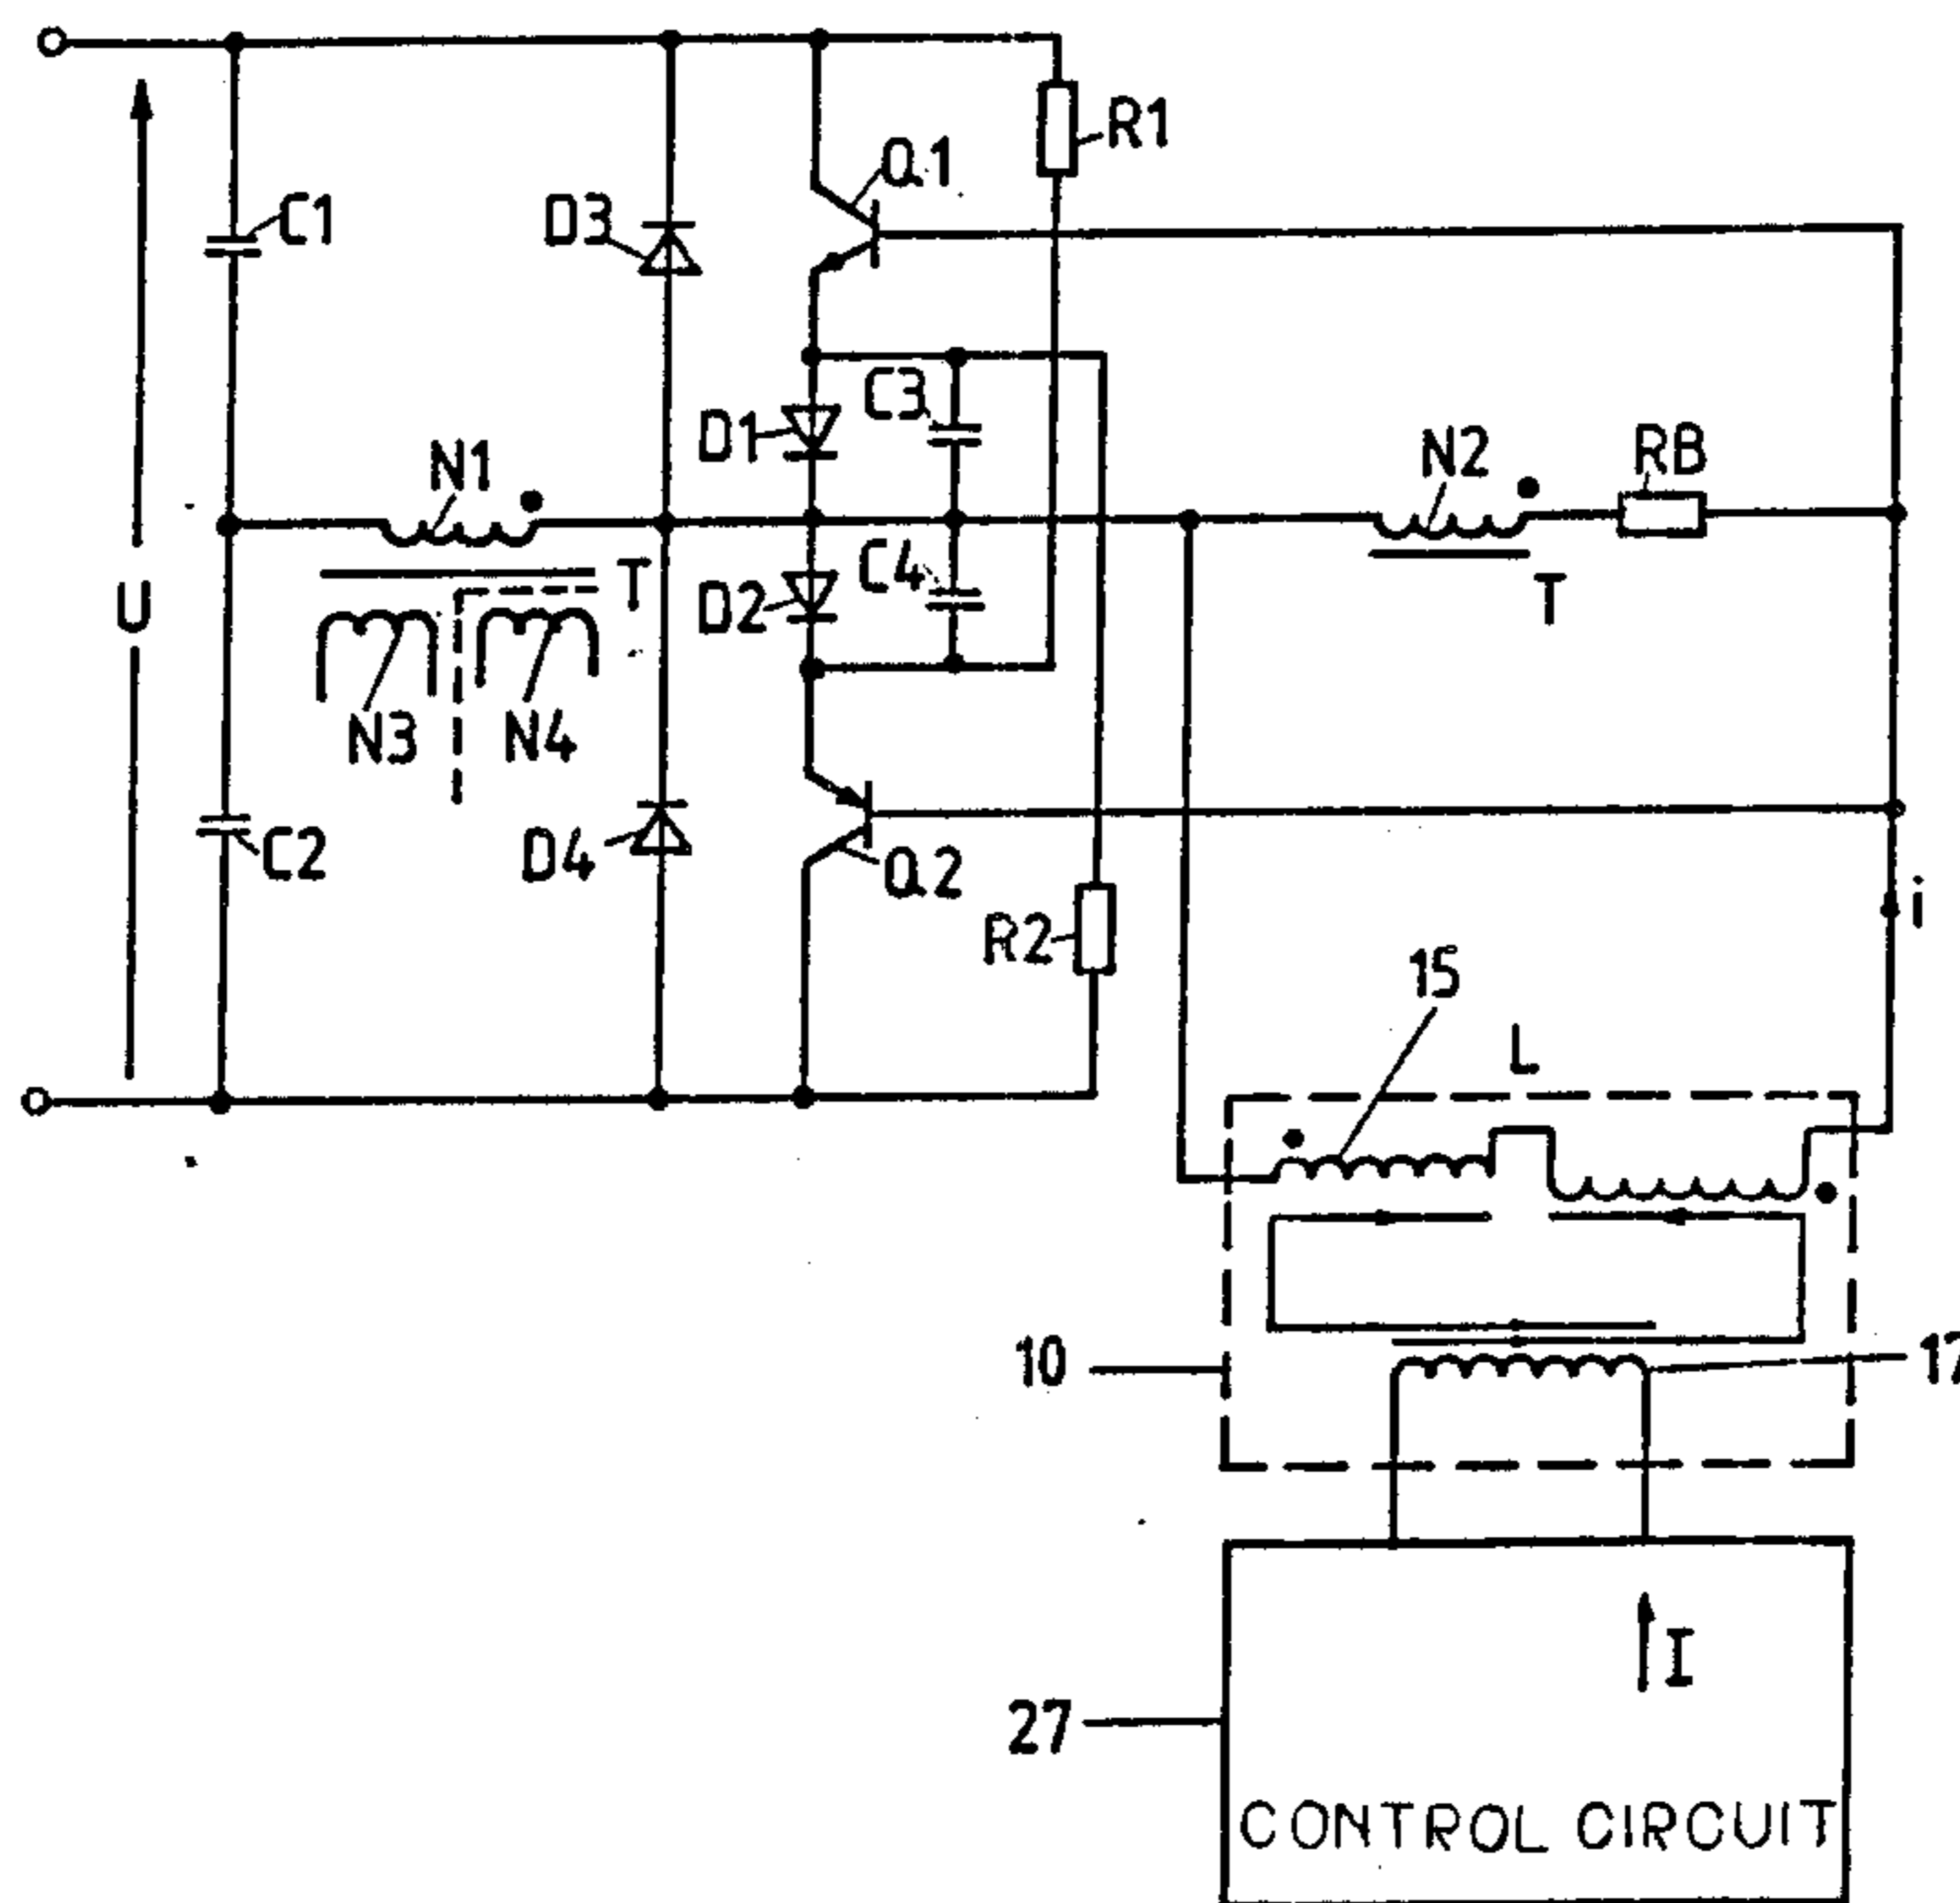 R1
Q1
C1
D3
C3
D1
N1
N2
RB
C4
T
D2
T
U
N3
N4
C2
D4
Q2
i
R2
15
L
10
17
I
27
CONTROL CIRCUIT